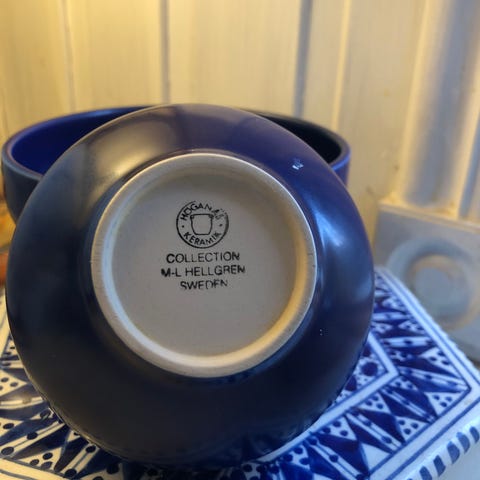 HÖGANÄS
KERAMIK
COLLECTION
M-L HELLGREN
SWEDEN